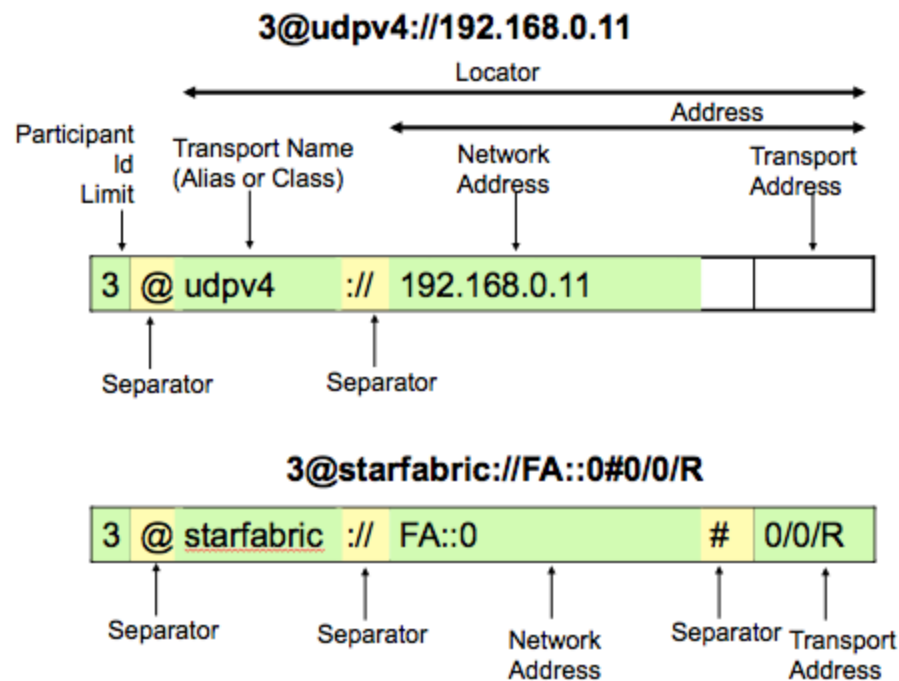 3@udpv4://192.168.0.11
Locator
Address
Participant
Id
Limit
Transport Name
(Alias or Class)
Network
Address
Transport
Address
3 @ udpv4 :// 192.168.0.11
Separator
Separator
3@starfabric://FA::0#0/0/R
3 @ starfabric :// FA::0 # 0/0/R
Separator
Separator
Network
Address
Separator
Transport
Address